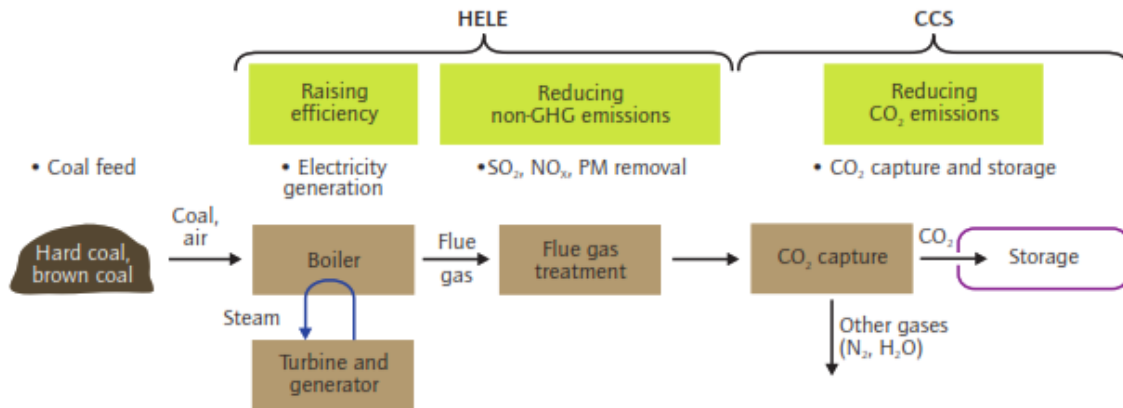 HELE
CCS
Raising
efficiency
Reducing
non-GHG emissions
Reducing
CO₂ emissions
• Coal feed
• Electricity
generation
•SO₂, NOₓ, PM removal
• CO₂ capture and storage
Hard coal,
brown coal
Coal,
air
Boiler
Flue
gas
Flue gas
treatment
CO₂ capture
CO₂
Storage
Steam
Turbine and
generator
Other gases
(N₂, H₂O)